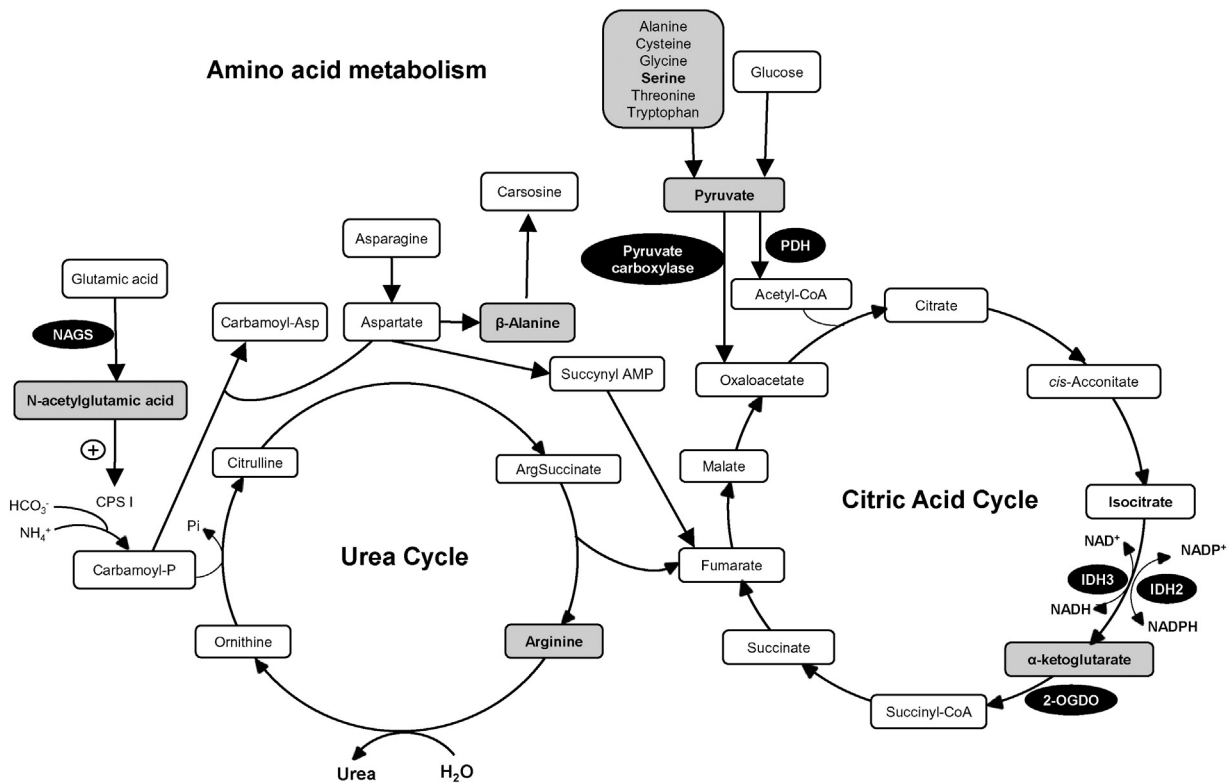 Amino acid metabolism
Alanine
Cysteine
Glycine
Serine
Threonine
Tryptophan
Glucose
Pyruvate
Pyruvate
carboxylase
PDH
Acetyl-CoA
Carsosine
Asparagine
Glutamic acid
NAGS
Carbamoyl-Asp
Aspartate
β-Alanine
Succynyl AMP
N-acetylglutamic acid
+
CPS I
HCO₃⁻
NH₄⁺
Carbamoyl-P
Pi
Citrulline
ArgSuccinate
Urea Cycle
Ornithine
Arginine
Urea
H₂O
Citrate
Oxaloacetate
cis-Acconitate
Malate
Citric Acid Cycle
Isocitrate
Fumarate
NAD⁺
NADP⁺
IDH3
IDH2
NADH
NADPH
Succinate
α-ketoglutarate
2-OGDO
Succinyl-CoA